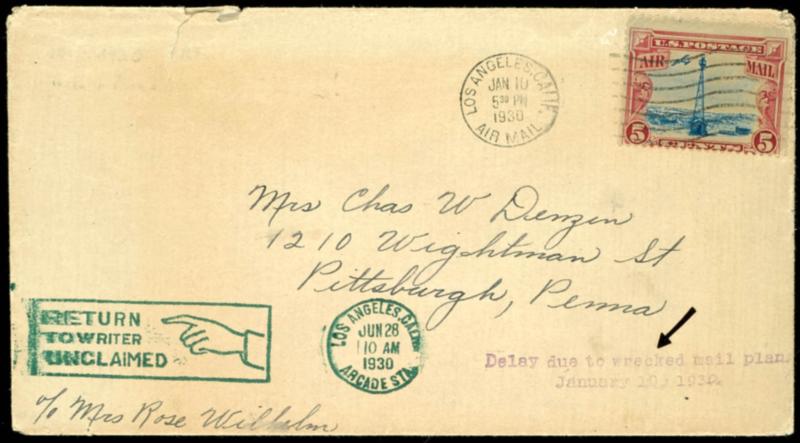 U.S. POSTAGE
AIR MAIL
5 CENTS 5
LOS ANGELES, CALIF.
JAN 10
5 30 PM
1930
AIR MAIL
Mrs Chas W Denzen
1210 Wightman St
Pittsburgh, Penna
RETURN
TO WRITER
UNCLAIMED
LOS ANGELES, CALIF.
JUN 28
10 AM
1930
ARCADE STA.
Delay due to wrecked mail plane
January 10, 1930.
c/o Mrs Rose Wilhelm